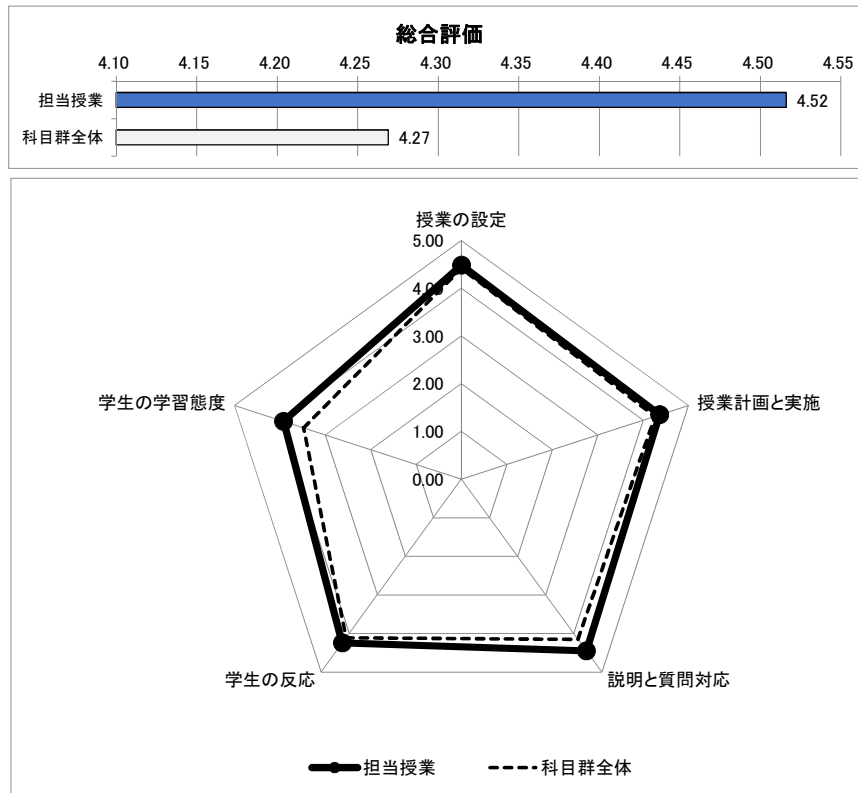 総合評価
4.10 4.15 4.20 4.25 4.30 4.35 4.40 4.45 4.50 4.55
担当授業 4.52
科目群全体 4.27
授業の設定
5.00
4.00
3.00
2.00
1.00
0.00
学生の学習態度 授業計画と実施
学生の反応 説明と質問対応
担当授業 科目群全体